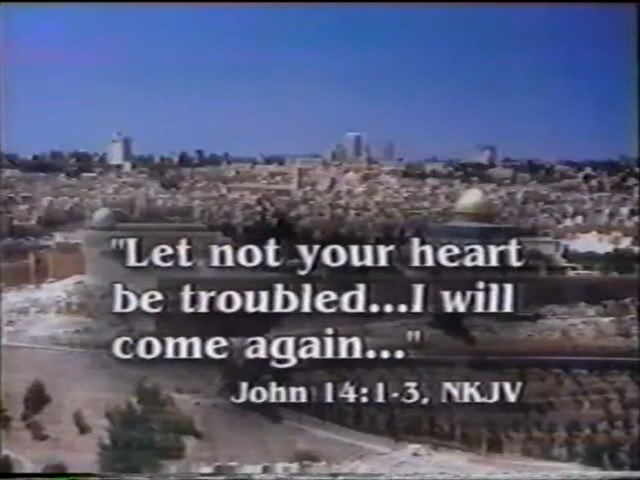 "Let not your heart
be troubled...I will
come again..."
John 14:1-3, NKJV